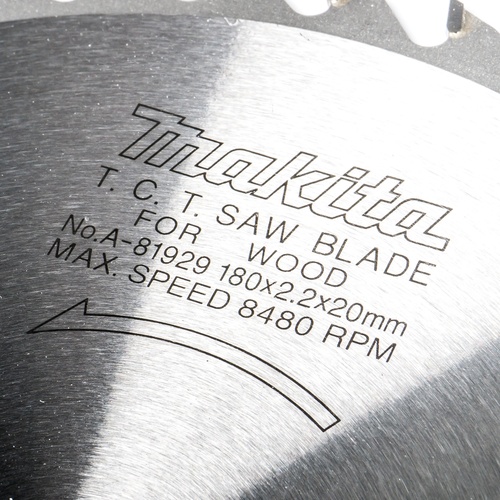 makita
T. C. T. SAW BLADE
FOR WOOD
No.A-81929 180x2.2x20mm
MAX. SPEED 8480 RPM